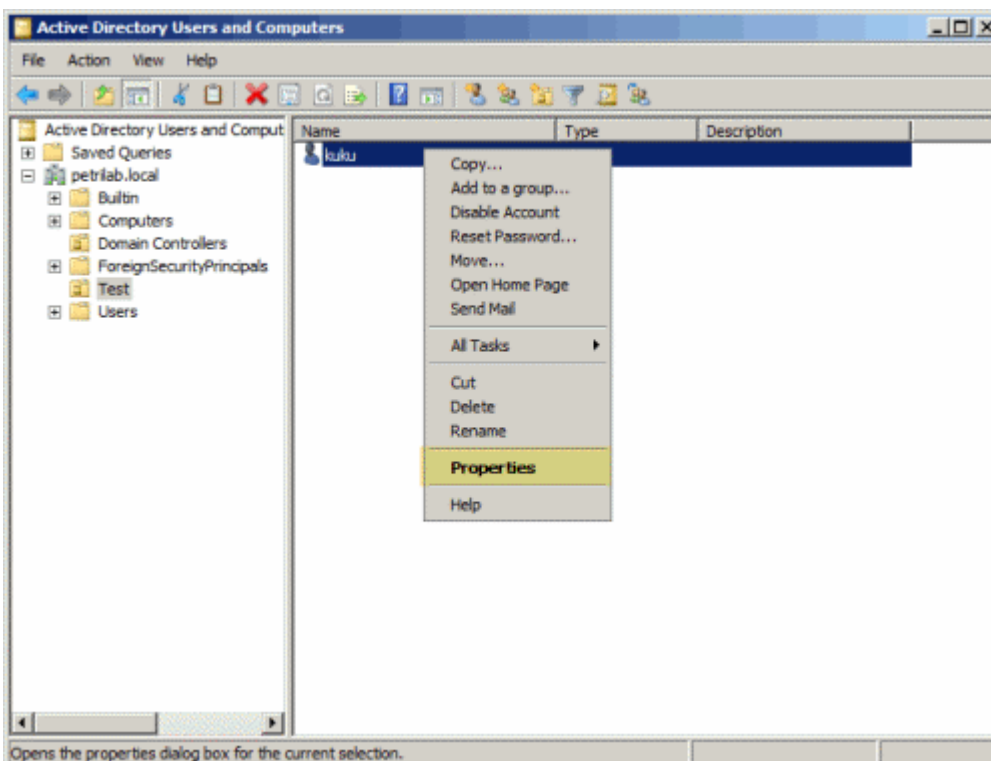 Active Directory Users and Computers
File Action View Help
Active Directory Users and Comput
Saved Queries
petrilab.local
Builtin
Computers
Domain Controllers
ForeignSecurityPrincipals
Test
Users
Name Type Description
kuku
Copy...
Add to a group...
Disable Account
Reset Password...
Move...
Open Home Page
Send Mail
All Tasks
Cut
Delete
Rename
Properties
Help
Opens the properties dialog box for the current selection.